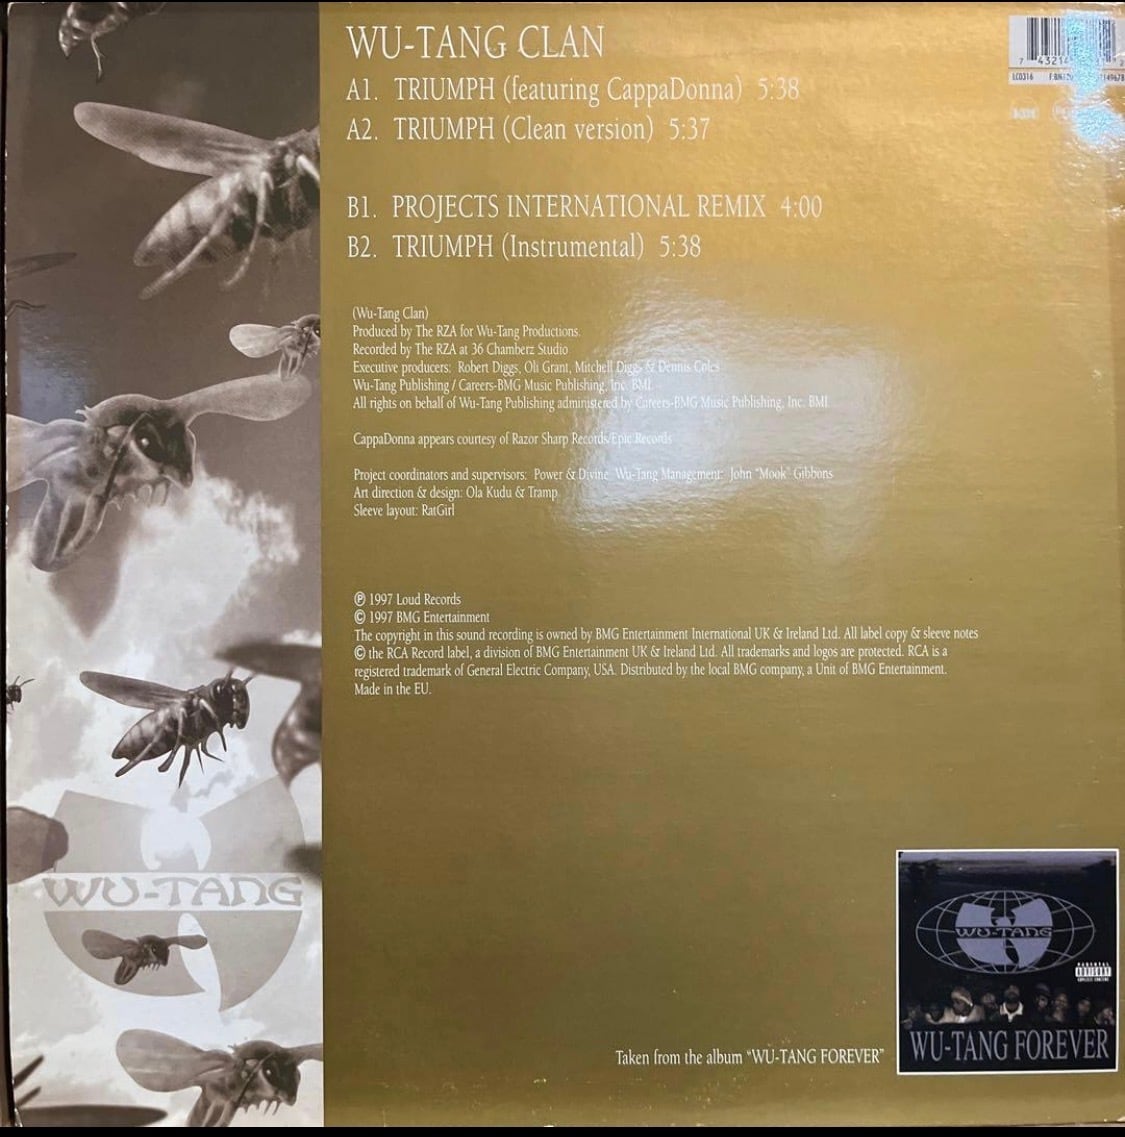 WU-TANG CLAN
A1. TRIUMPH (featuring CappaDonna) 5:38
A2. TRIUMPH (Clean version) 5:37
B1. PROJECTS INTERNATIONAL REMIX 4:00
B2. TRIUMPH (Instrumental) 5:38
(Wu-Tang Clan)
Produced by The RZA for Wu-Tang Productions.
Recorded by The RZA at 36 Chamberz Studio
Executive producers: Robert Diggs, Oli Grant, Mitchell Diggs & Dennis Coles
Wu-Tang Publishing / Careers-BMG Music Publishing, Inc. BMI.
All rights on behalf of Wu-Tang Publishing administered by Careers-BMG Music Publishing, Inc. BMI
CappaDonna appears courtesy of Razor Sharp Records/Epic Records
Project coordinators and supervisors: Power & Divine Wu-Tang Management: John "Mook" Gibbons
Art direction & design: Ola Kudu & Tramp
Sleeve layout: RatGirl
℗ 1997 Loud Records
© 1997 BMG Entertainment
The copyright in this sound recording is owned by BMG Entertainment International UK & Ireland Ltd. All label copy & sleeve notes
© the RCA Record label, a division of BMG Entertainment UK & Ireland Ltd. All trademarks and logos are protected. RCA is a
registered trademark of General Electric Company, USA. Distributed by the local BMG company, a Unit of BMG Entertainment.
Made in the EU.
WU-TANG
WU-TANG
PARENTAL
ADVISORY
EXPLICIT CONTENT
WU-TANG FOREVER
Taken from the album "WU-TANG FOREVER"
LC0316